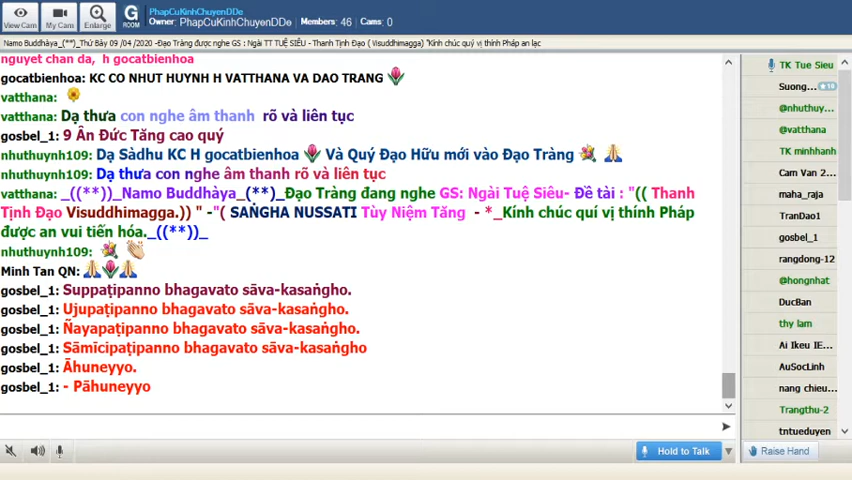 PhapCuKinhChuyenDDe
Owner: PhapCuKinhChuyenDDe Members: 46 Cams: 0
View Cam My Cam Enlarge G ROOM
Namo Buddhàya_(**)_Thứ Bảy 09 /04 /2020 -Đạo Tràng được nghe GS : Ngài TT TUỆ SIÊU - Thanh Tịnh Đạo ( Visuddhimagga) "Kính chúc quý vị thính Pháp an lạc
nguyet chan da, h gocatbienhoa
gocatbienhoa: KC CO NHUT HUYNH H VATTHANA VA DAO TRANG 🌷
vatthana: 🌼
vatthana: Dạ thưa con nghe âm thanh rõ và liên tục
gosbel_1: 9 Ân Đức Tăng cao quý
nhuthuynh109: Dạ Sàdhu KC H gocatbienhoa 🌷 Và Quý Đạo Hữu mới vào Đạo Tràng 💐 🙏
nhuthuynh109: Dạ thưa con nghe âm thanh rõ và liên tục
vatthana: _((**))_Namo Buddhàya_(**)_Đạo Tràng đang nghe GS: Ngài Tuệ Siêu- Đề tài : "(( Thanh
Tịnh Đạo Visuddhimagga.)) " -"( SAṄGHA NUSSATI Tùy Niệm Tăng - *_Kính chúc quí vị thính Pháp
được an vui tiến hóa._((**))_
nhuthuynh109: 💐 👏
Minh Tan QN: 🙏🌷🙏
gosbel_1: Suppaṭipanno bhagavato sāva-kasaṅgho.
gosbel_1: Ujupaṭipanno bhagavato sāva-kasaṅgho.
gosbel_1: Ñayapaṭipanno bhagavato sāva-kasaṅgho.
gosbel_1: Sāmīcipaṭipanno bhagavato sāva-kasaṅgho
gosbel_1: Āhuneyyo.
gosbel_1: - Pāhuneyyo
TK Tue Sieu
Suong... ★10
@nhuthuy...
@vatthana
TK minhhanh
Cam Van 2...
maha_raja
TranDao1
gosbel_1
rangdong-12
@hongnhat
DucBan
thy lam
Ai Ikeu IE...
AuSocLinh
nang chieu...
Trangthu-2
tntueduyen
Hold to Talk
Raise Hand